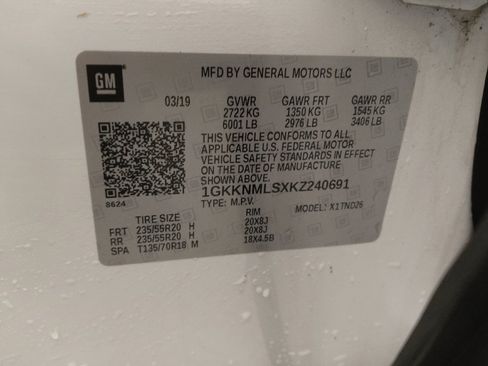 GM
MFD BY GENERAL MOTORS LLC
03/19 GVWR GAWR FRT GAWR RR
2722 KG 1350 KG 1545 KG
6001 LB 2976 LB 3406 LB
THIS VEHICLE CONFORMS TO ALL
APPLICABLE U.S. FEDERAL MOTOR
VEHICLE SAFETY STANDARDS IN EFFECT
ON THE DATE OF MANUFACTURE
SHOWN ABOVE.
1GKKNMLSXKZ240691
8624
TYPE: M.P.V. MODEL: X1TND26
TIRE SIZE RIM
FRT 235/55R20 H 20X8J
RR 235/55R20 H 20X8J
SPA T135/70R18 M 18X4.5B